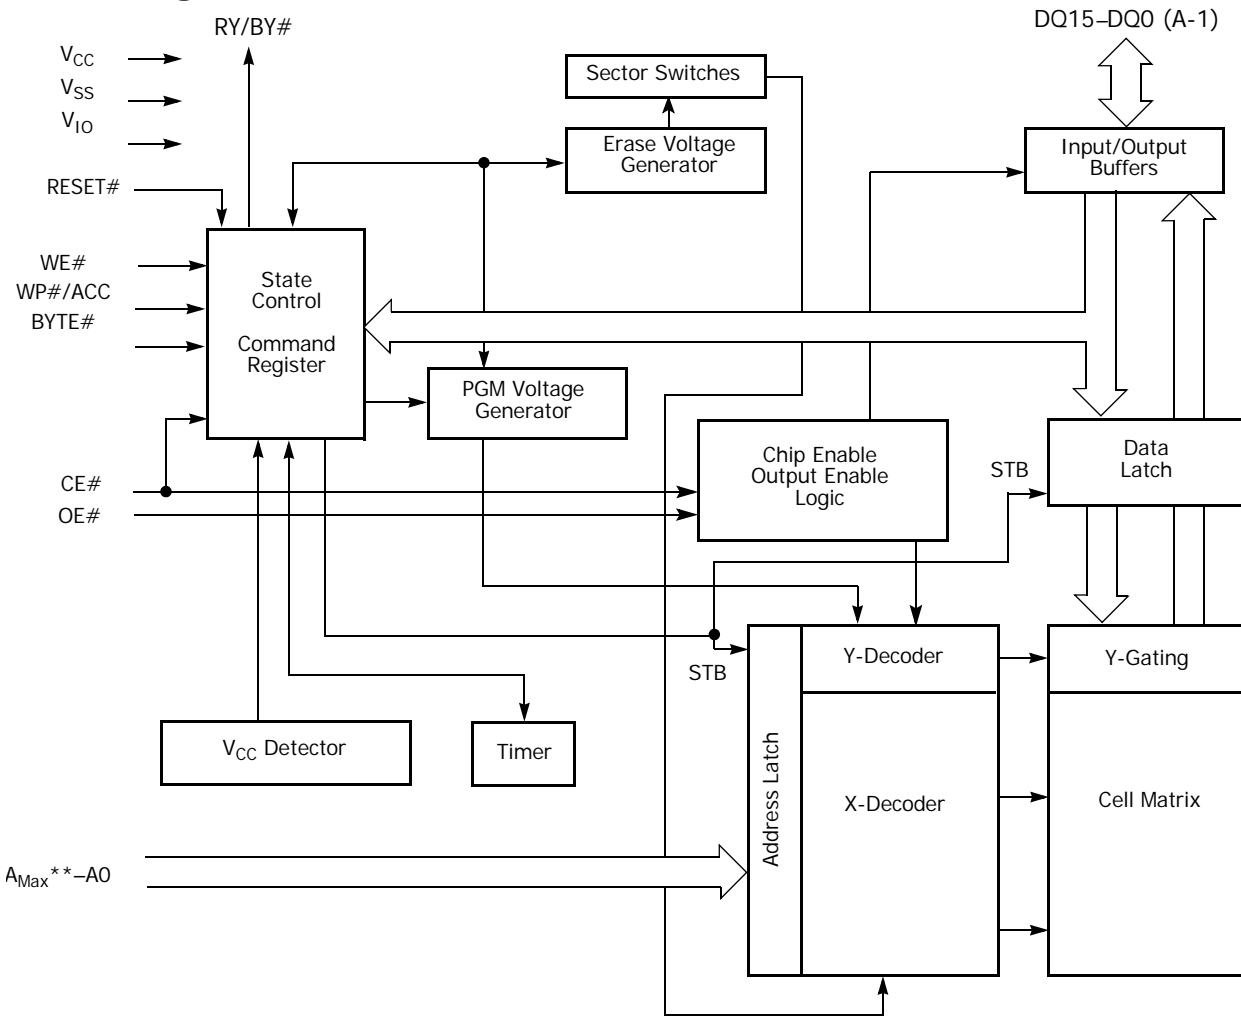 RY/BY#
DQ15–DQ0 (A-1)
VCC
VSS
VIO
RESET#
WE#
WP#/ACC
BYTE#
CE#
OE#
Sector Switches
Erase Voltage
Generator
Input/Output
Buffers
State
Control
Command
Register
PGM Voltage
Generator
Chip Enable
Output Enable
Logic
STB
Data
Latch
STB
Y-Decoder
Y-Gating
VCC Detector
Timer
Address Latch
X-Decoder
Cell Matrix
AMax**–A0